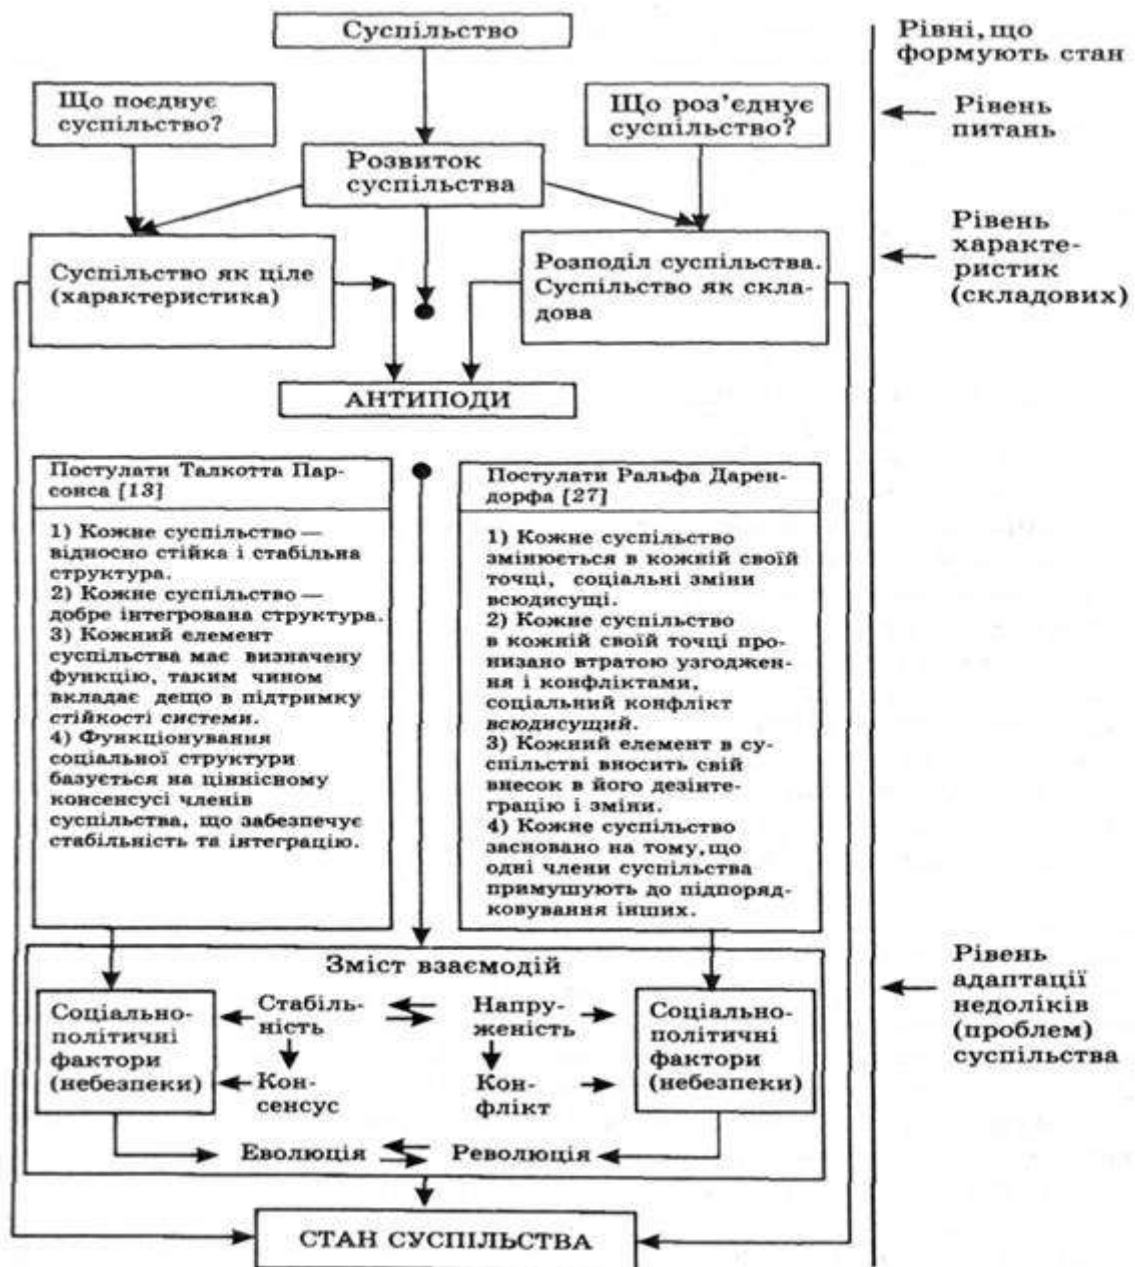 Суспільство
Рівні, що
формують стан
Що поєднує
суспільство?
Що роз’єднує
суспільство?
Рівень
питань
Розвиток
суспільства
Рівень
характе-
ристик
(складових)
Суспільство як ціле
(характеристика)
Розподіл суспільства.
Суспільство як скла-
дова
АНТИПОДИ
Постулати Талкотта Пар-
сонса [13]
1) Кожне суспільство —
відносно стійка і стабільна
структура.
2) Кожне суспільство —
добре інтегрована структура.
3) Кожний елемент
суспільства має визначену
функцію, таким чином
вкладає дещо в підтримку
стійкості системи.
4) Функціонування
соціальної структури
базується на ціннісному
консенсусі членів
суспільства, що забезпечує
стабільність та інтеграцію.
Постулати Ральфа Дарен-
дорфа [27]
1) Кожне суспільство
змінюється в кожній своїй
точці, соціальні зміни
всюдисущі.
2) Кожне суспільство
в кожній своїй точці про-
низано втратою узгоджен-
ня і конфліктами,
соціальний конфлікт
всюдисущий.
3) Кожний елемент в су-
спільстві вносить свій
внесок в його дезінте-
грацію і зміни.
4) Кожне суспільство
засновано на тому, що
одні члени суспільства
примушують до підпоряд-
ковування інших.
Зміст взаємодій
Соціально-
політичні
фактори
(небезпеки)
Стабіль-
ність
Напру-
женість
Кон-
сенсус
Кон-
флікт
Соціально-
політичні
фактори
(небезпеки)
Еволюція
Революція
Рівень
адаптації
недоліків
(проблем)
суспільства
СТАН СУСПІЛЬСТВА